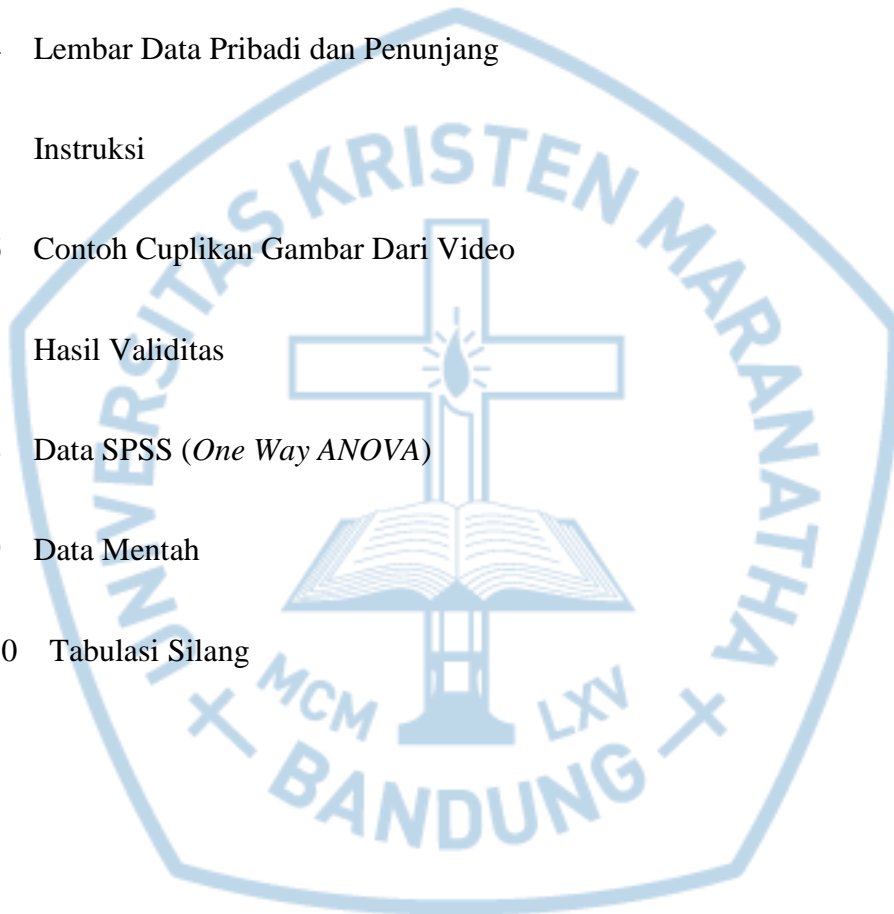 Lembar Data Pribadi dan Penunjang
Instruksi
Contoh Cuplikan Gambar Dari Video
Hasil Validitas
Data SPSS (One Way ANOVA)
Data Mentah
0 Tabulasi Silang
UNIVERSITAS KRISTEN MARANATHA
MCM LXV
BANDUNG